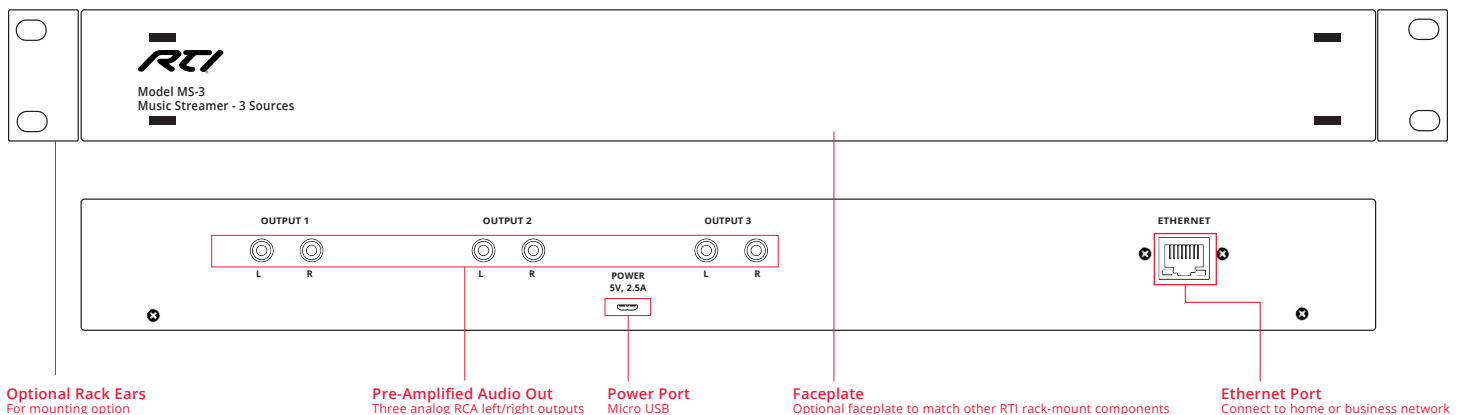 RTI
Model MS-3
Music Streamer - 3 Sources
OUTPUT 1
OUTPUT 2
OUTPUT 3
ETHERNET
L
R
L
R
L
R
POWER
5V, 2.5A
Optional Rack Ears
For mounting option
Pre-Amplified Audio Out
Three analog RCA left/right outputs
Power Port
Micro USB
Faceplate
Optional faceplate to match other RTI rack-mount components
Ethernet Port
Connect to home or business network